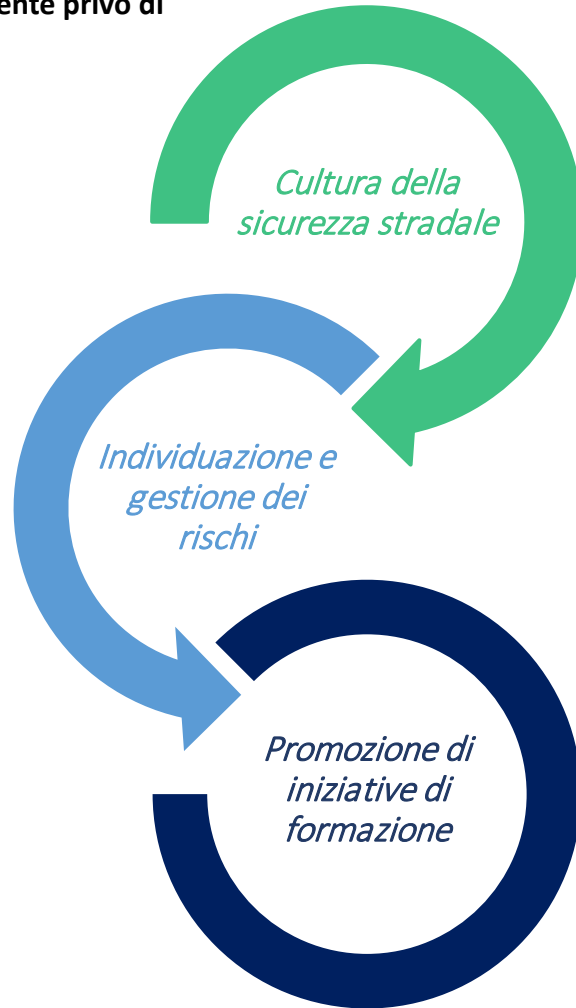 ente privo di
Cultura della
sicurezza stradale
Individuazione e
gestione dei
rischi
Promozione di
iniziative di
formazione